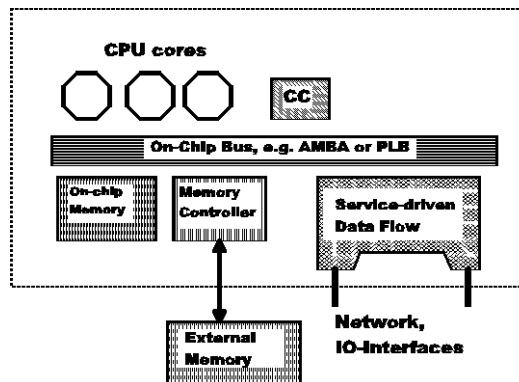 CPU cores
CC
On-Chip Bus, e.g. AMBA or PLB
On-chip
Memory
Memory
Controller
Service-driven
Data Flow
Network,
IO-Interfaces
External
Memory